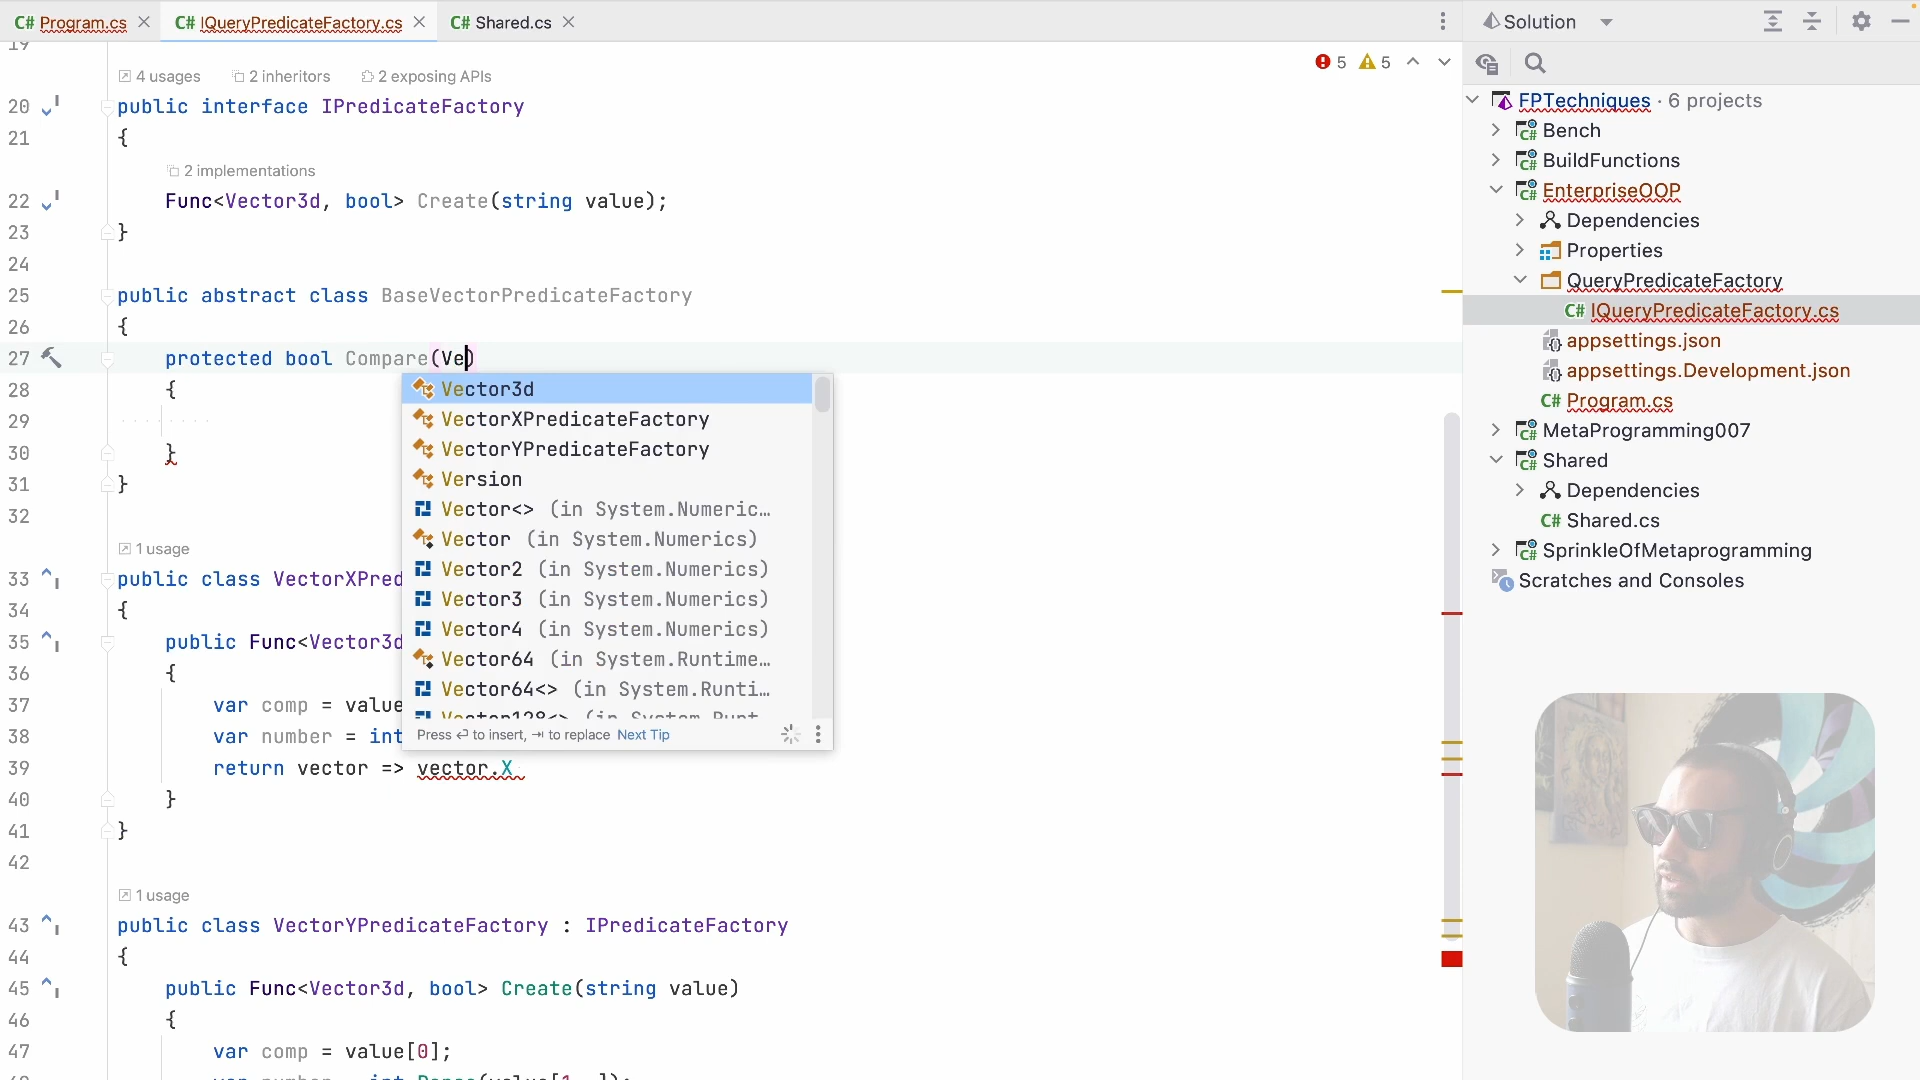 C# Program.cs
C# IQueryPredicateFactory.cs
C# Shared.cs
Solution
5 5
19
4 usages 2 inheritors 2 exposing APIs
20 public interface IPredicateFactory
21 {
2 implementations
22 Func<Vector3d, bool> Create(string value);
23 }
24
25 public abstract class BaseVectorPredicateFactory
26 {
27 protected bool Compare(Ve)
28 {
29
30 }
31 }
32
1 usage
33 public class VectorXPred
34 {
35 public Func<Vector3d
36 {
37 var comp = value
38 var number = int
39 return vector => vector.X
40 }
41 }
42
1 usage
43 public class VectorYPredicateFactory : IPredicateFactory
44 {
45 public Func<Vector3d, bool> Create(string value)
46 {
47 var comp = value[0];
Vector3d
VectorXPredicateFactory
VectorYPredicateFactory
Version
Vector<> (in System.Numeric…
Vector (in System.Numerics)
Vector2 (in System.Numerics)
Vector3 (in System.Numerics)
Vector4 (in System.Numerics)
Vector64 (in System.Runtime…
Vector64<> (in System.Runti…
Press ↵ to insert, ⇥ to replace Next Tip
FPTechniques · 6 projects
C# Bench
C# BuildFunctions
C# EnterpriseOOP
Dependencies
Properties
QueryPredicateFactory
C# IQueryPredicateFactory.cs
appsettings.json
appsettings.Development.json
C# Program.cs
C# MetaProgramming007
C# Shared
Dependencies
C# Shared.cs
C# SprinkleOfMetaprogramming
Scratches and Consoles